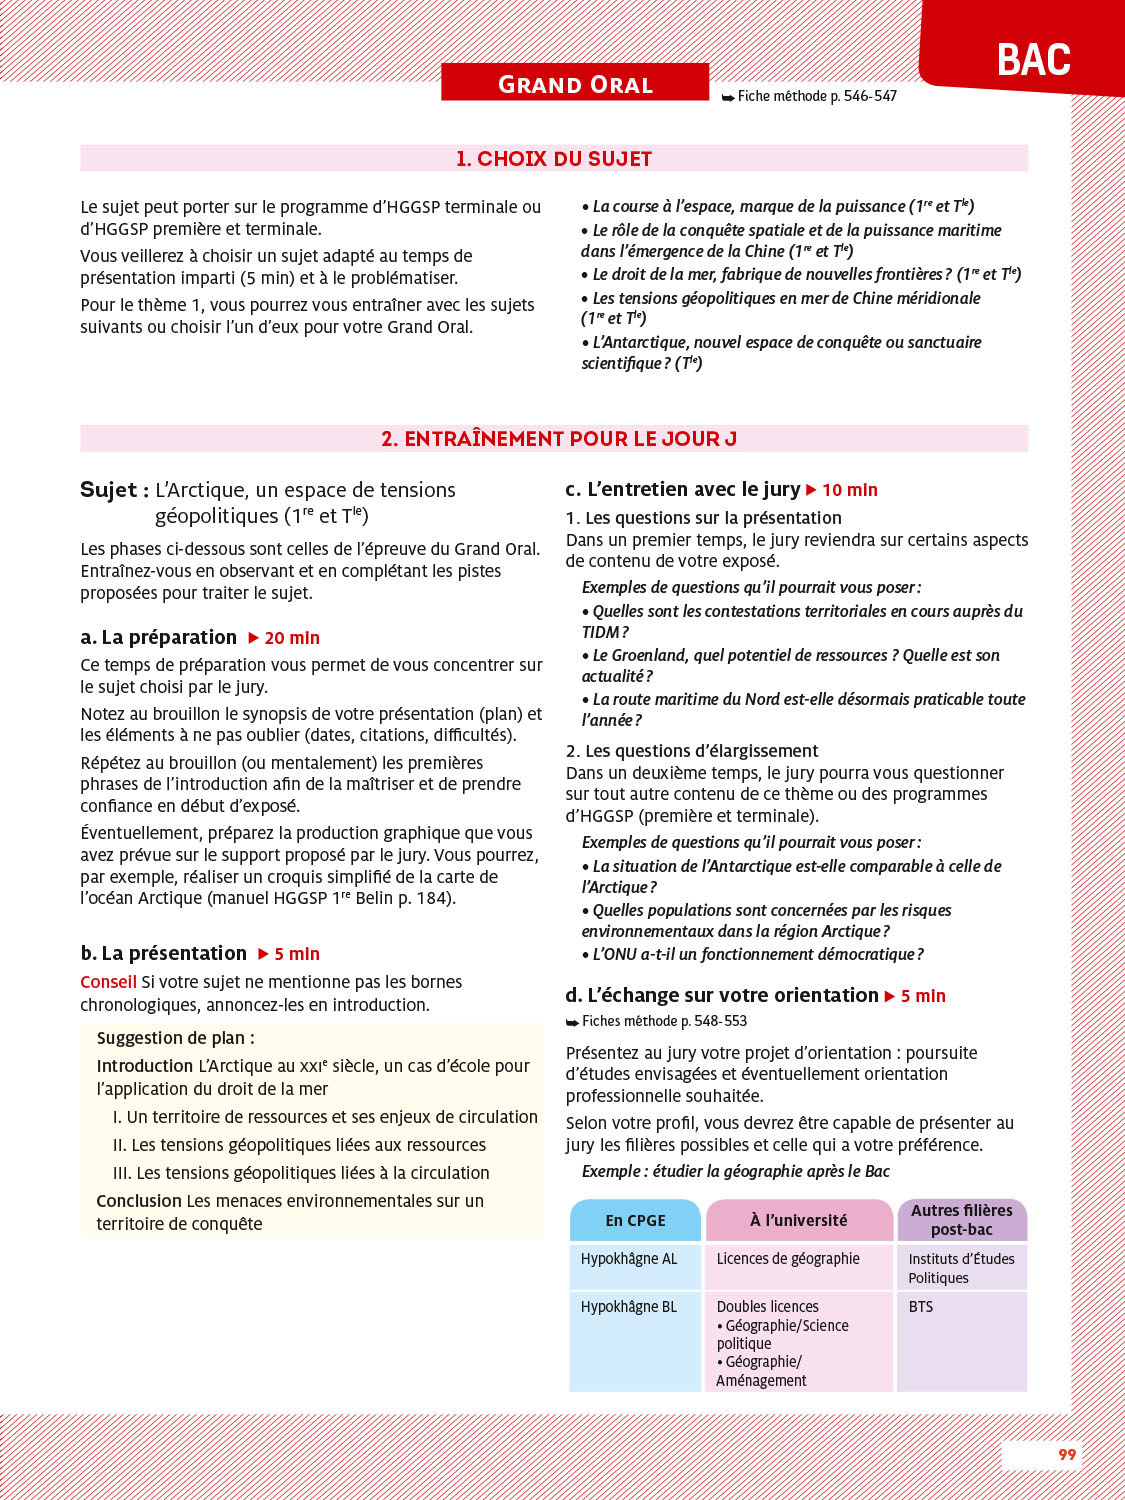 BAC
GRAND ORAL
➥ Fiche méthode p. 546-547
1. CHOIX DU SUJET
Le sujet peut porter sur le programme d’HGGSP terminale ou
d’HGGSP première et terminale.
Vous veillerez à choisir un sujet adapté au temps de
présentation imparti (5 min) et à le problématiser.
Pour le thème 1, vous pourrez vous entraîner avec les sujets
suivants ou choisir l’un d’eux pour votre Grand Oral.
• La course à l’espace, marque de la puissance (1re et Tle)
• Le rôle de la conquête spatiale et de la puissance maritime
dans l’émergence de la Chine (1re et Tle)
• Le droit de la mer, fabrique de nouvelles frontières ? (1re et Tle)
• Les tensions géopolitiques en mer de Chine méridionale
(1re et Tle)
• L’Antarctique, nouvel espace de conquête ou sanctuaire
scientifique ? (Tle)
2. ENTRAÎNEMENT POUR LE JOUR J
Sujet : L’Arctique, un espace de tensions
géopolitiques (1re et Tle)
Les phases ci-dessous sont celles de l’épreuve du Grand Oral.
Entraînez-vous en observant et en complétant les pistes
proposées pour traiter le sujet.
a. La préparation ▶ 20 min
Ce temps de préparation vous permet de vous concentrer sur
le sujet choisi par le jury.
Notez au brouillon le synopsis de votre présentation (plan) et
les éléments à ne pas oublier (dates, citations, difficultés).
Répétez au brouillon (ou mentalement) les premières
phrases de l’introduction afin de la maîtriser et de prendre
confiance en début d’exposé.
Éventuellement, préparez la production graphique que vous
avez prévue sur le support proposé par le jury. Vous pourrez,
par exemple, réaliser un croquis simplifié de la carte de
l’océan Arctique (manuel HGGSP 1re Belin p. 184).
b. La présentation ▶ 5 min
Conseil Si votre sujet ne mentionne pas les bornes
chronologiques, annoncez-les en introduction.
Suggestion de plan :
Introduction L’Arctique au XXIe siècle, un cas d’école pour
l’application du droit de la mer
I. Un territoire de ressources et ses enjeux de circulation
II. Les tensions géopolitiques liées aux ressources
III. Les tensions géopolitiques liées à la circulation
Conclusion Les menaces environnementales sur un
territoire de conquête
c. L’entretien avec le jury ▶ 10 min
1. Les questions sur la présentation
Dans un premier temps, le jury reviendra sur certains aspects
de contenu de votre exposé.
Exemples de questions qu’il pourrait vous poser :
• Quelles sont les contestations territoriales en cours auprès du
TIDM ?
• Le Groenland, quel potentiel de ressources ? Quelle est son
actualité ?
• La route maritime du Nord est-elle désormais praticable toute
l’année ?
2. Les questions d’élargissement
Dans un deuxième temps, le jury pourra vous questionner
sur tout autre contenu de ce thème ou des programmes
d’HGGSP (première et terminale).
Exemples de questions qu’il pourrait vous poser :
• La situation de l’Antarctique est-elle comparable à celle de
l’Arctique ?
• Quelles populations sont concernées par les risques
environnementaux dans la région Arctique ?
• L’ONU a-t-il un fonctionnement démocratique ?
d. L’échange sur votre orientation ▶ 5 min
➥ Fiches méthode p. 548-553
Présentez au jury votre projet d’orientation : poursuite
d’études envisagées et éventuellement orientation
professionnelle souhaitée.
Selon votre profil, vous devrez être capable de présenter au
jury les filières possibles et celle qui a votre préférence.
Exemple : étudier la géographie après le Bac
En CPGE
À l’université
Autres filières
post-bac
Hypokhâgne AL
Licences de géographie
Instituts d’Études
Politiques
Hypokhâgne BL
Doubles licences
• Géographie/Science
politique
• Géographie/
Aménagement
BTS
99